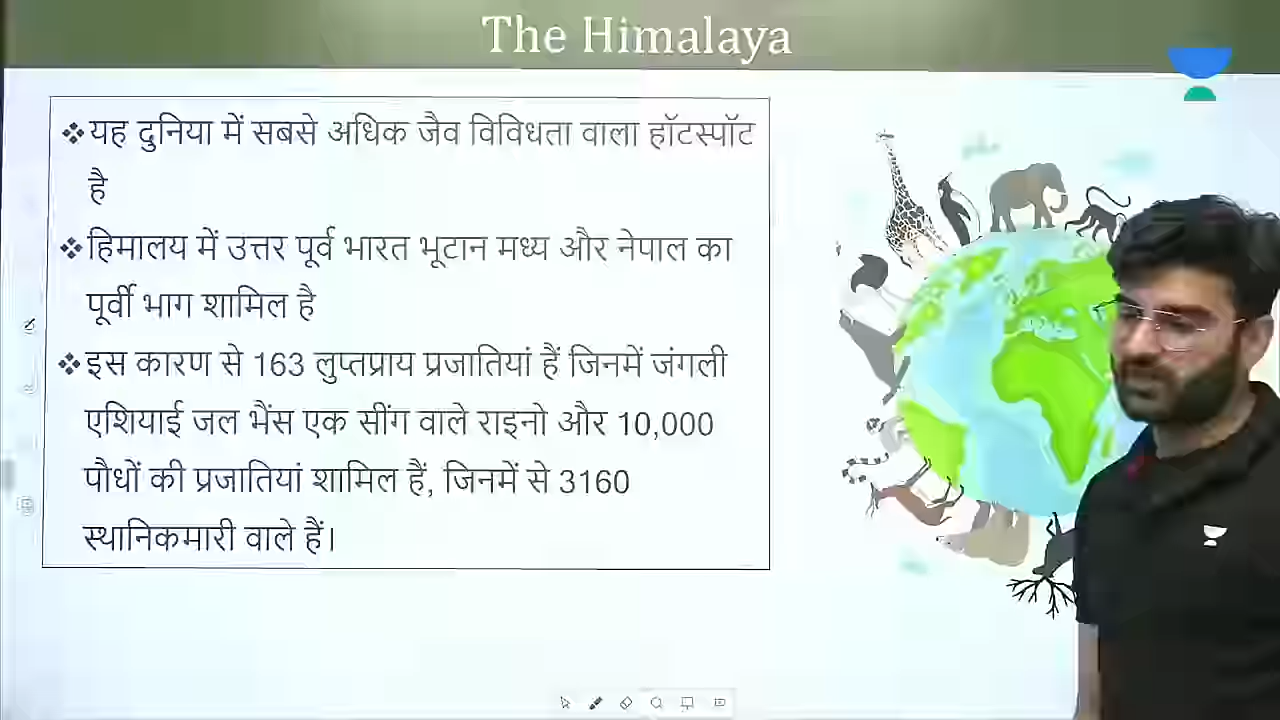 The Himalaya
❖यह दुनिया में सबसे अधिक जैव विविधता वाला हॉटस्पॉट
है
❖हिमालय में उत्तर पूर्व भारत भूटान मध्य और नेपाल का
पूर्वी भाग शामिल है
❖इस कारण से 163 लुप्तप्राय प्रजातियां हैं जिनमें जंगली
एशियाई जल भैंस एक सींग वाले राइनो और 10,000
पौधों की प्रजातियां शामिल हैं, जिनमें से 3160
स्थानिकमारी वाले हैं।